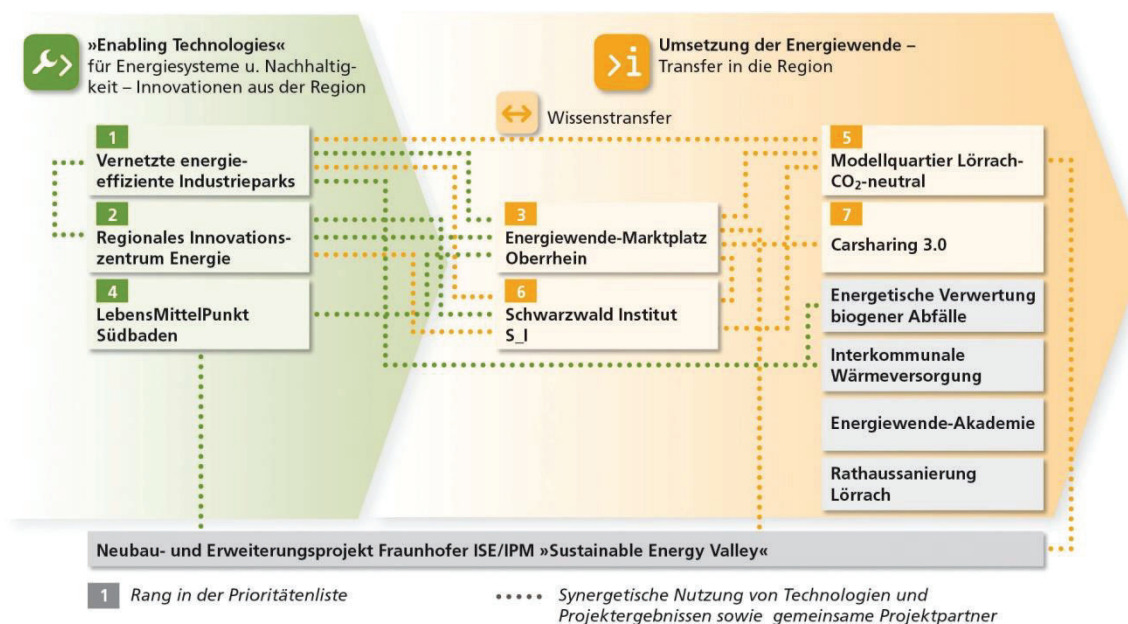 »Enabling Technologies«
für Energiesysteme u. Nachhaltig-
keit – Innovationen aus der Region
Umsetzung der Energiewende –
Transfer in die Region
>i
Wissenstransfer
1
Vernetzte energie-
effiziente Industrieparks
2
Regionales Innovations-
zentrum Energie
4
LebensMittelPunkt
Südbaden
3
Energiewende-Marktplatz
Oberrhein
6
Schwarzwald Institut
S_I
5
Modellquartier Lörrach-
CO₂-neutral
7
Carsharing 3.0
Energetische Verwertung
biogener Abfälle
Interkommunale
Wärmeversorgung
Energiewende-Akademie
Rathaussanierung
Lörrach
Neubau- und Erweiterungsprojekt Fraunhofer ISE/IPM »Sustainable Energy Valley«
1 Rang in der Prioritätenliste
Synergetische Nutzung von Technologien und
Projektergebnissen sowie gemeinsame Projektpartner